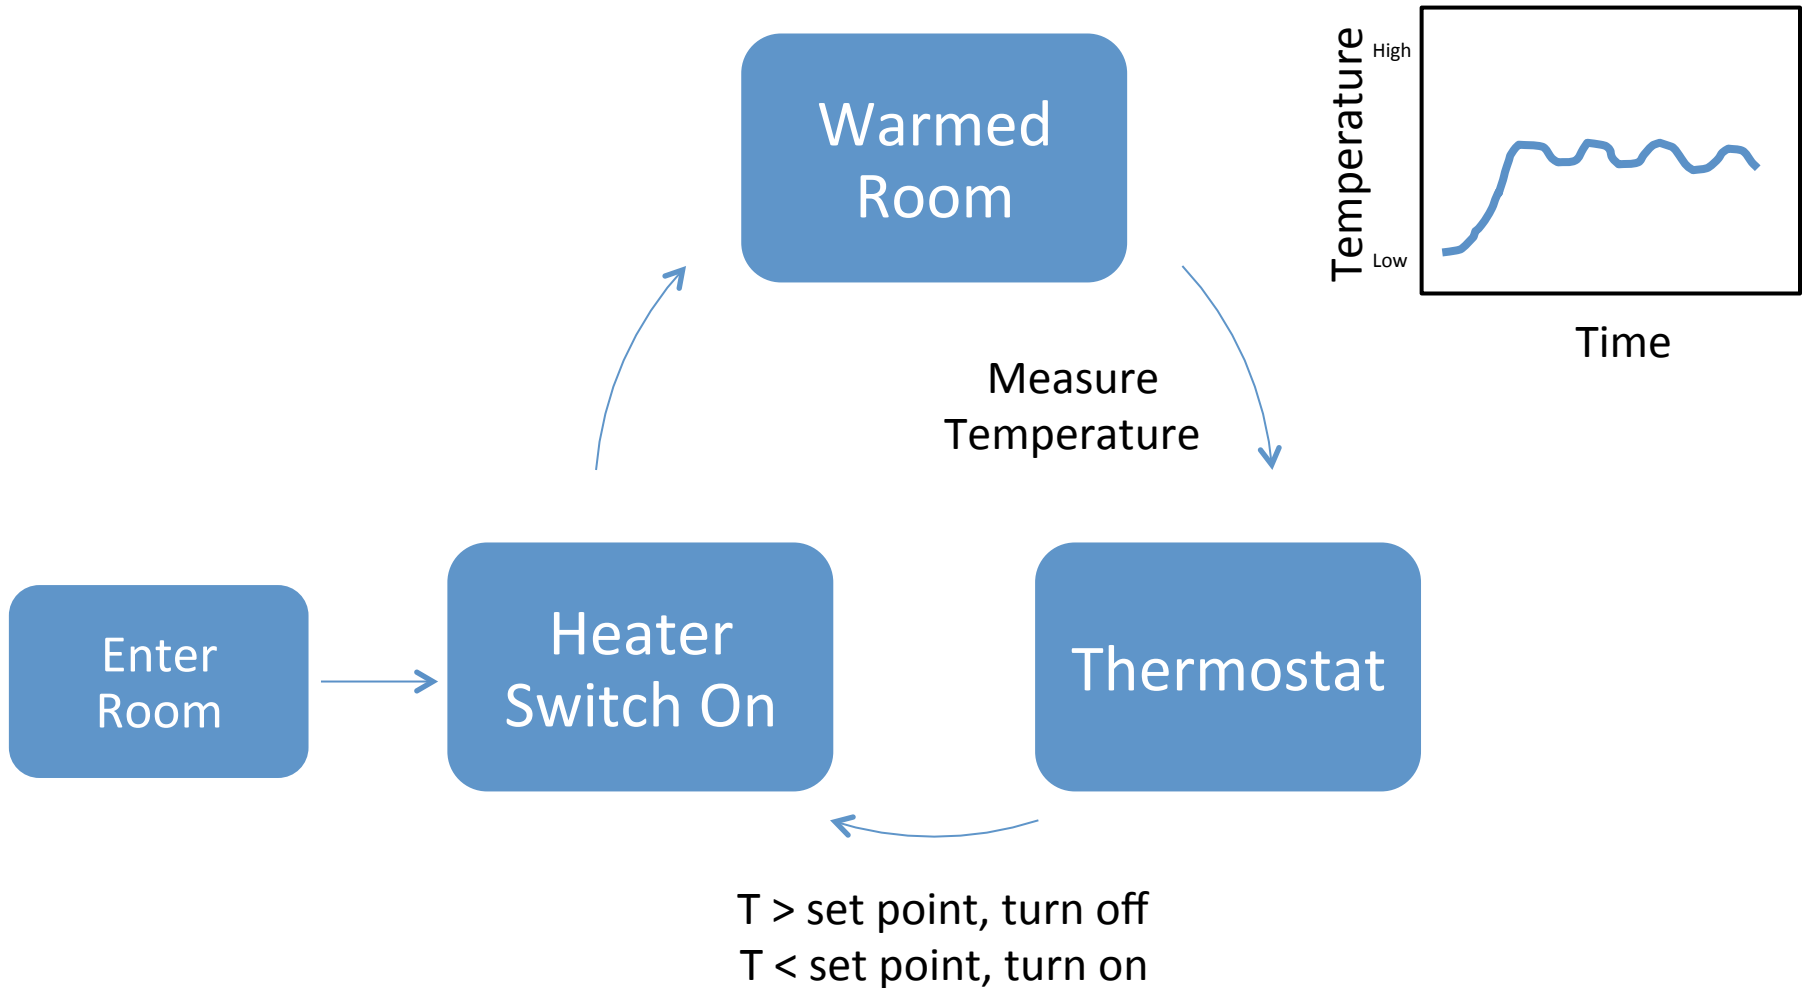 Warmed
Room
Temperature
High
Low
Time
Measure
Temperature
Enter
Room
Heater
Switch On
Thermostat
T > set point, turn off
T < set point, turn on